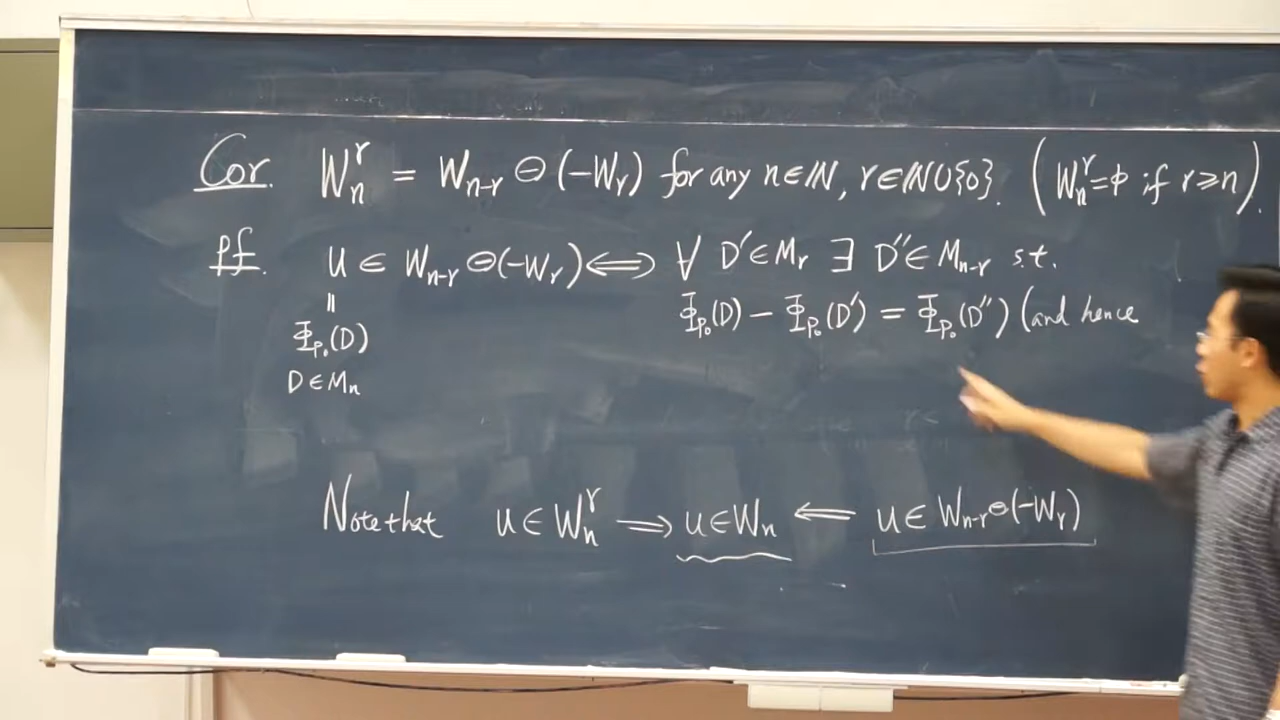 Cor. W_n^r = W_{n-r} ⊖ (-W_r) for any n∈ℕ, r∈ℕ∪{0}. (W_n^r = ϕ if r ≥ n).
pf. u ∈ W_{n-r} ⊖ (-W_r) ⟺ ∀ D' ∈ M_r ∃ D'' ∈ M_{n-r} s.t.
||
Φ_{P_0}(D) - Φ_{P_0}(D') = Φ_{P_0}(D'') (and hence
Φ_{P_0}(D)
D ∈ M_n
Note that u ∈ W_n^r ⟹ u ∈ W_n ⟸ u ∈ W_{n-r} ⊖ (-W_r)